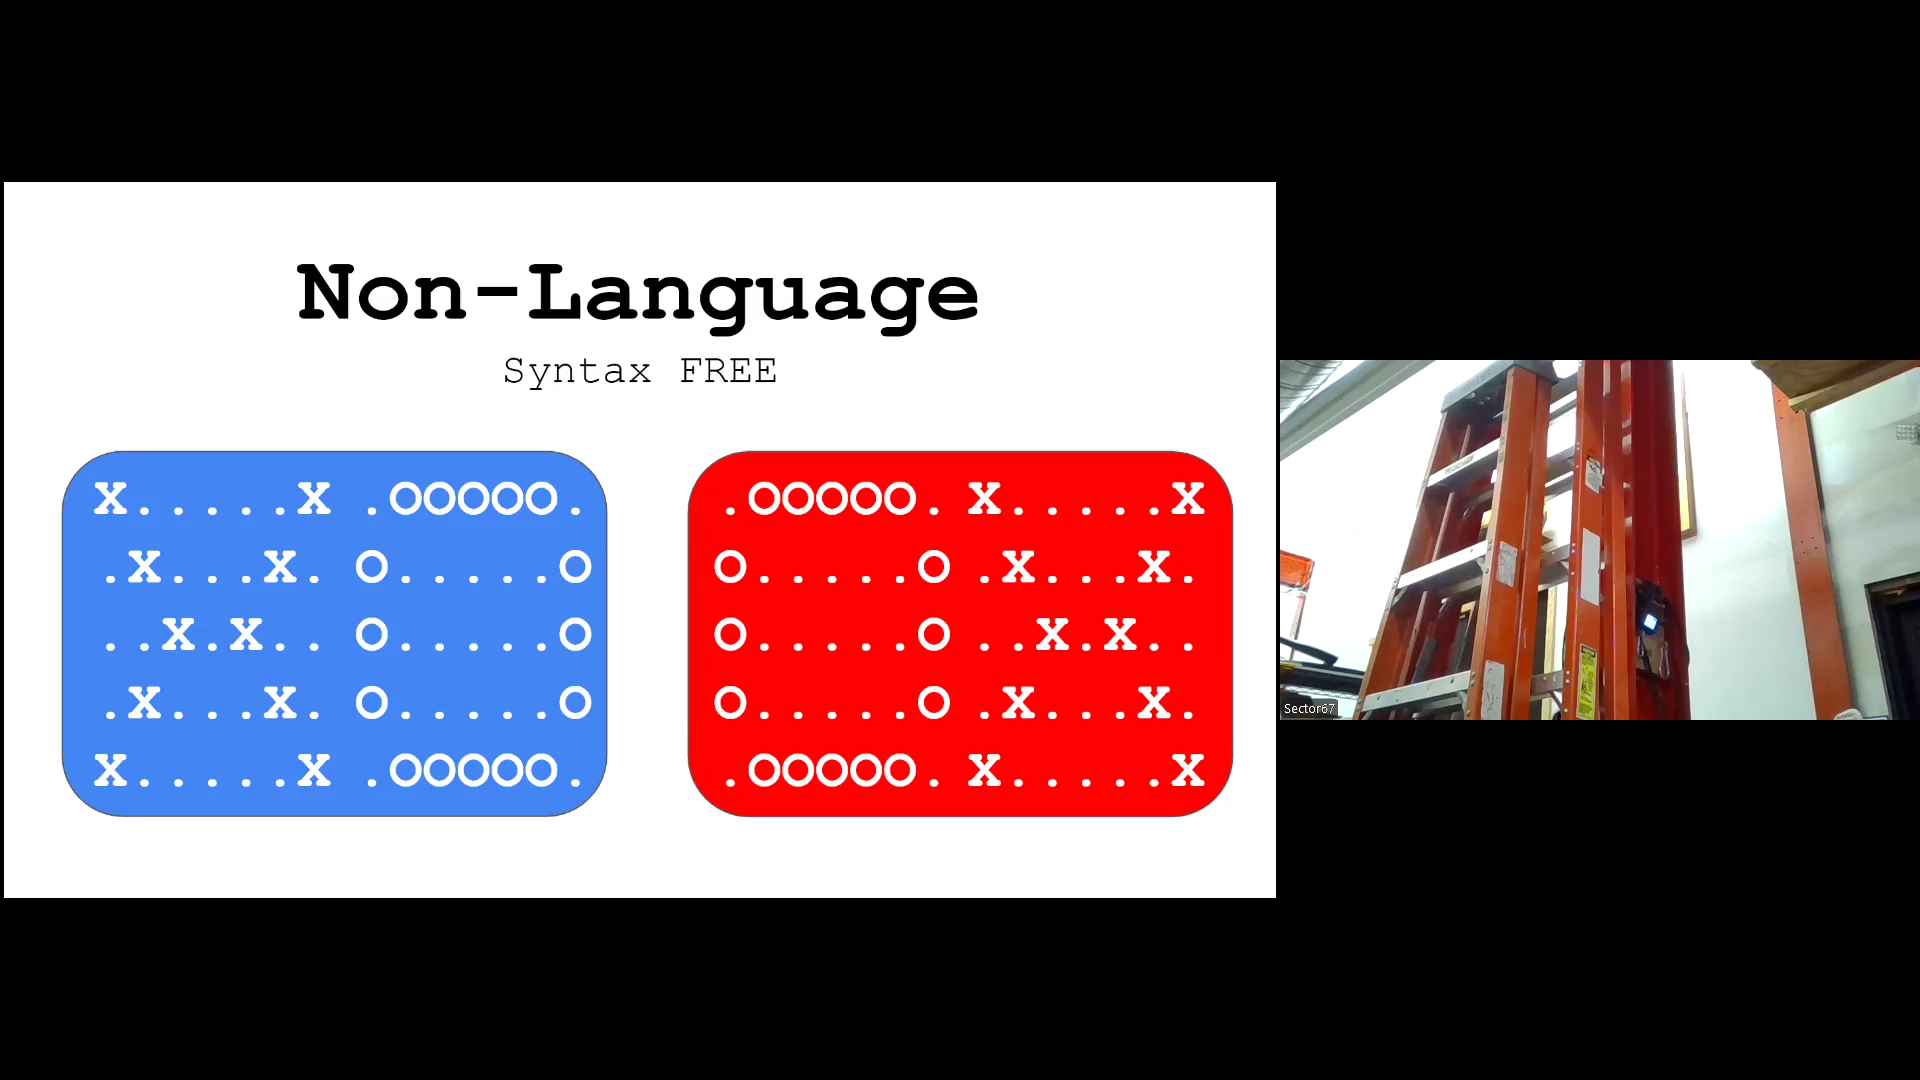 Non-Language
Syntax FREE
x.....x .OOOOO.
.x...x. O.....O
..x.x.. O.....O
.x...x. O.....O
x.....x .OOOOO.
.OOOOO. x.....x
O.....O .x...x.
O.....O ..x.x..
O.....O .x...x.
.OOOOO. x.....x
Sector67